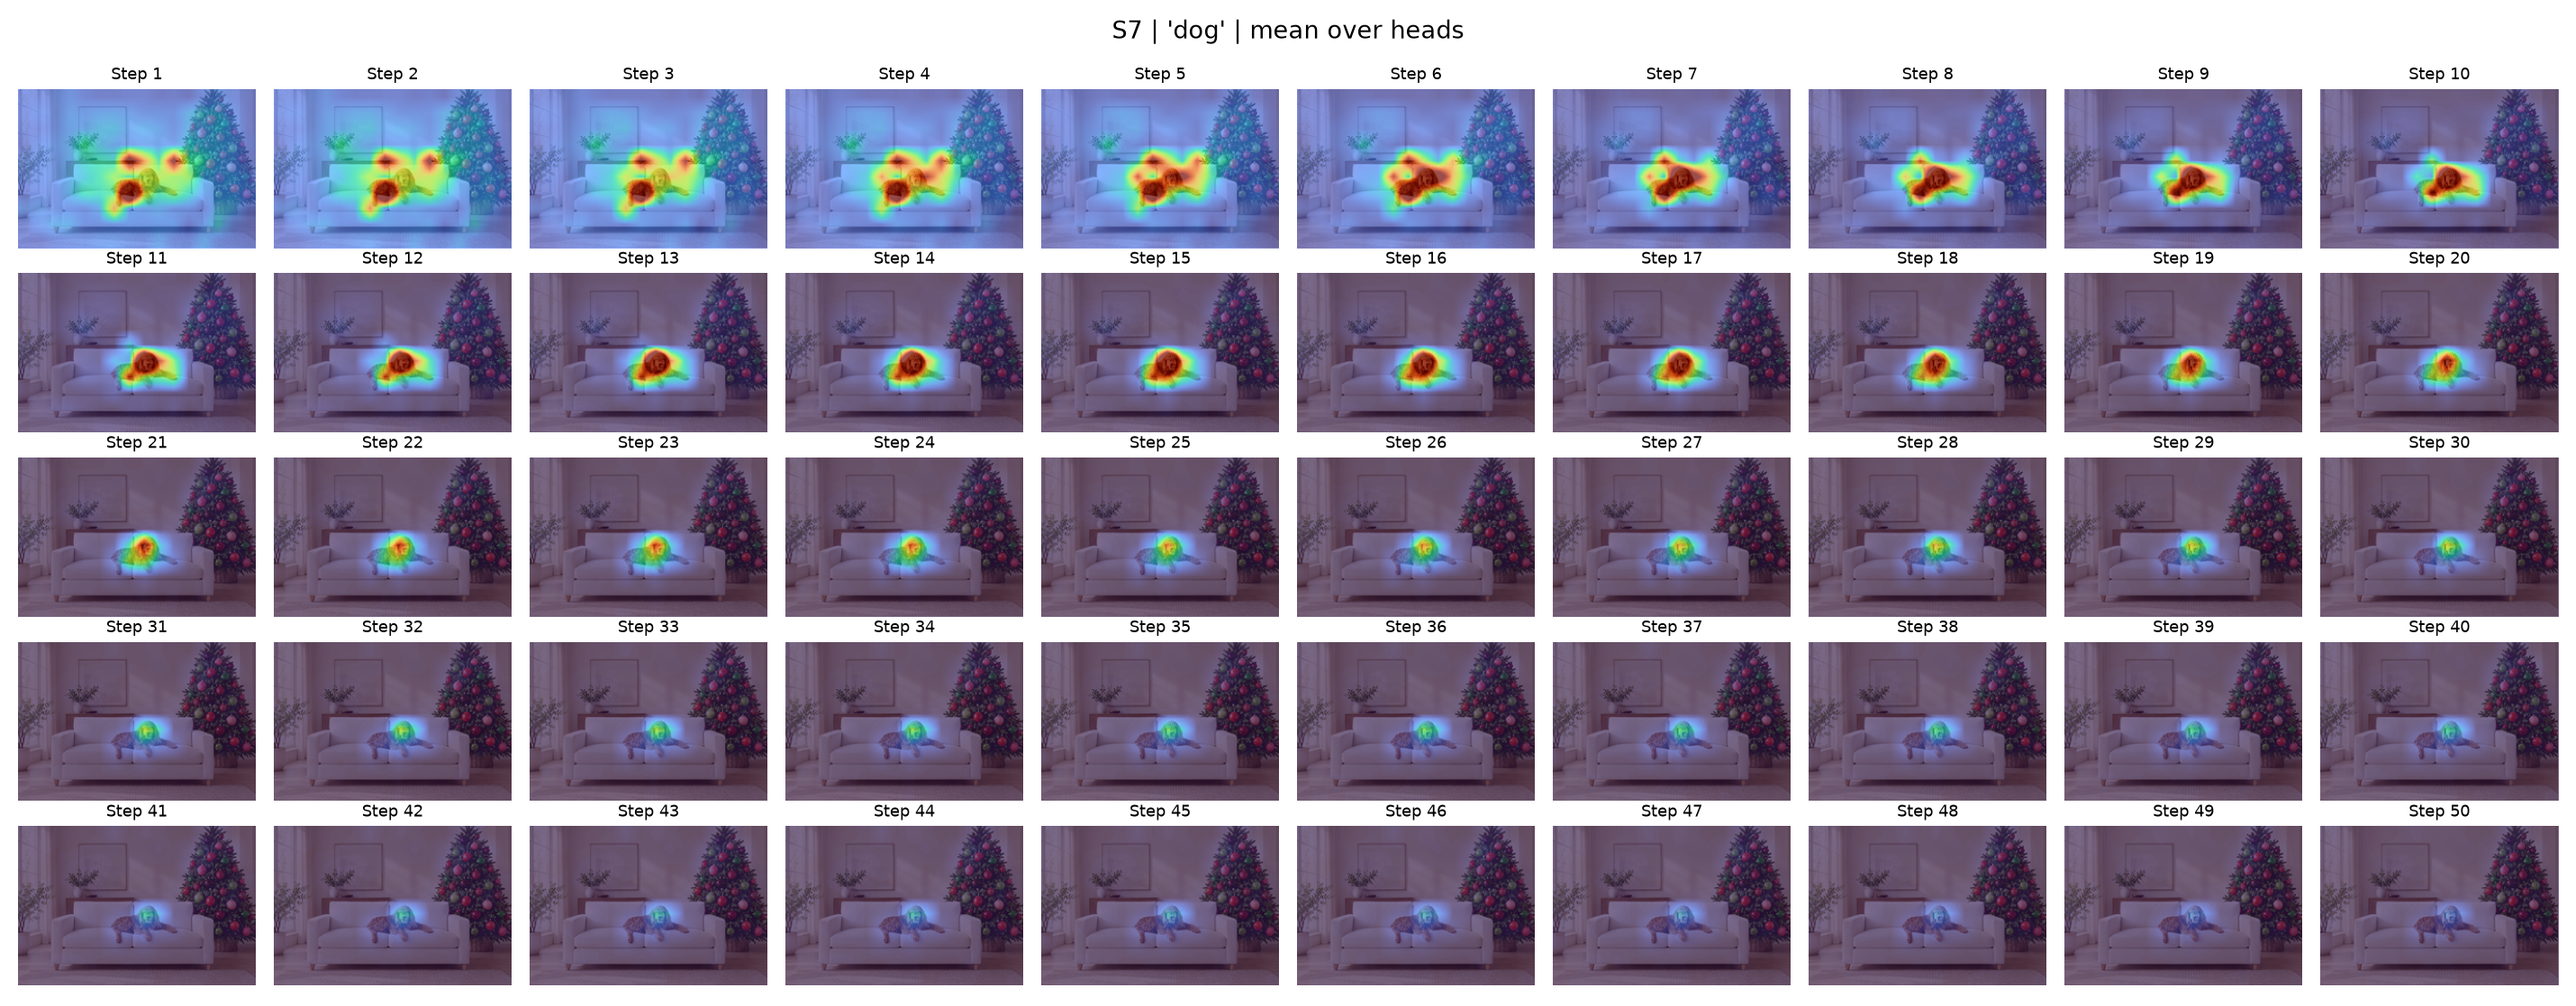 S7 | 'dog' | mean over heads
Step 1 Step 2 Step 3 Step 4 Step 5 Step 6 Step 7 Step 8 Step 9 Step 10
Step 11 Step 12 Step 13 Step 14 Step 15 Step 16 Step 17 Step 18 Step 19 Step 20
Step 21 Step 22 Step 23 Step 24 Step 25 Step 26 Step 27 Step 28 Step 29 Step 30
Step 31 Step 32 Step 33 Step 34 Step 35 Step 36 Step 37 Step 38 Step 39 Step 40
Step 41 Step 42 Step 43 Step 44 Step 45 Step 46 Step 47 Step 48 Step 49 Step 50